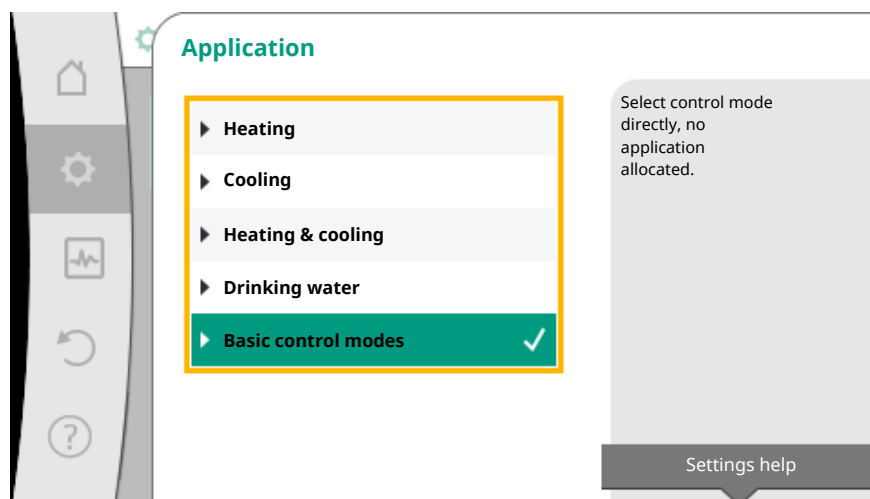 Application
Heating
Cooling
Heating & cooling
Drinking water
Basic control modes
Select control mode
directly, no
application
allocated.
Settings help
?